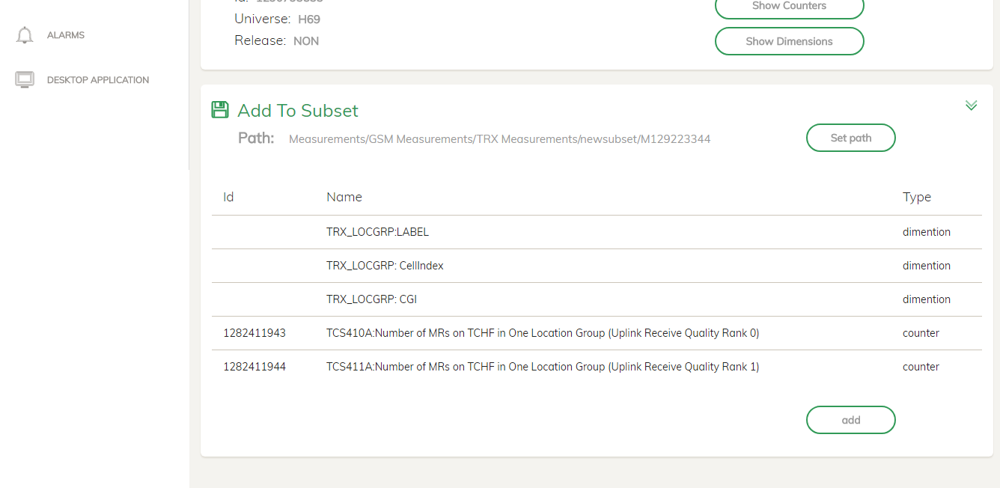 ALARMS
DESKTOP APPLICATION
Universe: H69
Release: NON
Show Counters
Show Dimensions
Add To Subset
Path: Measurements/GSM Measurements/TRX Measurements/newsubset/M129223344
Set path
Id Name Type
TRX_LOCGRP:LABEL dimention
TRX_LOCGRP: CellIndex dimention
TRX_LOCGRP: CGI dimention
1282411943 TCS410A:Number of MRs on TCHF in One Location Group (Uplink Receive Quality Rank 0) counter
1282411944 TCS411A:Number of MRs on TCHF in One Location Group (Uplink Receive Quality Rank 1) counter
add